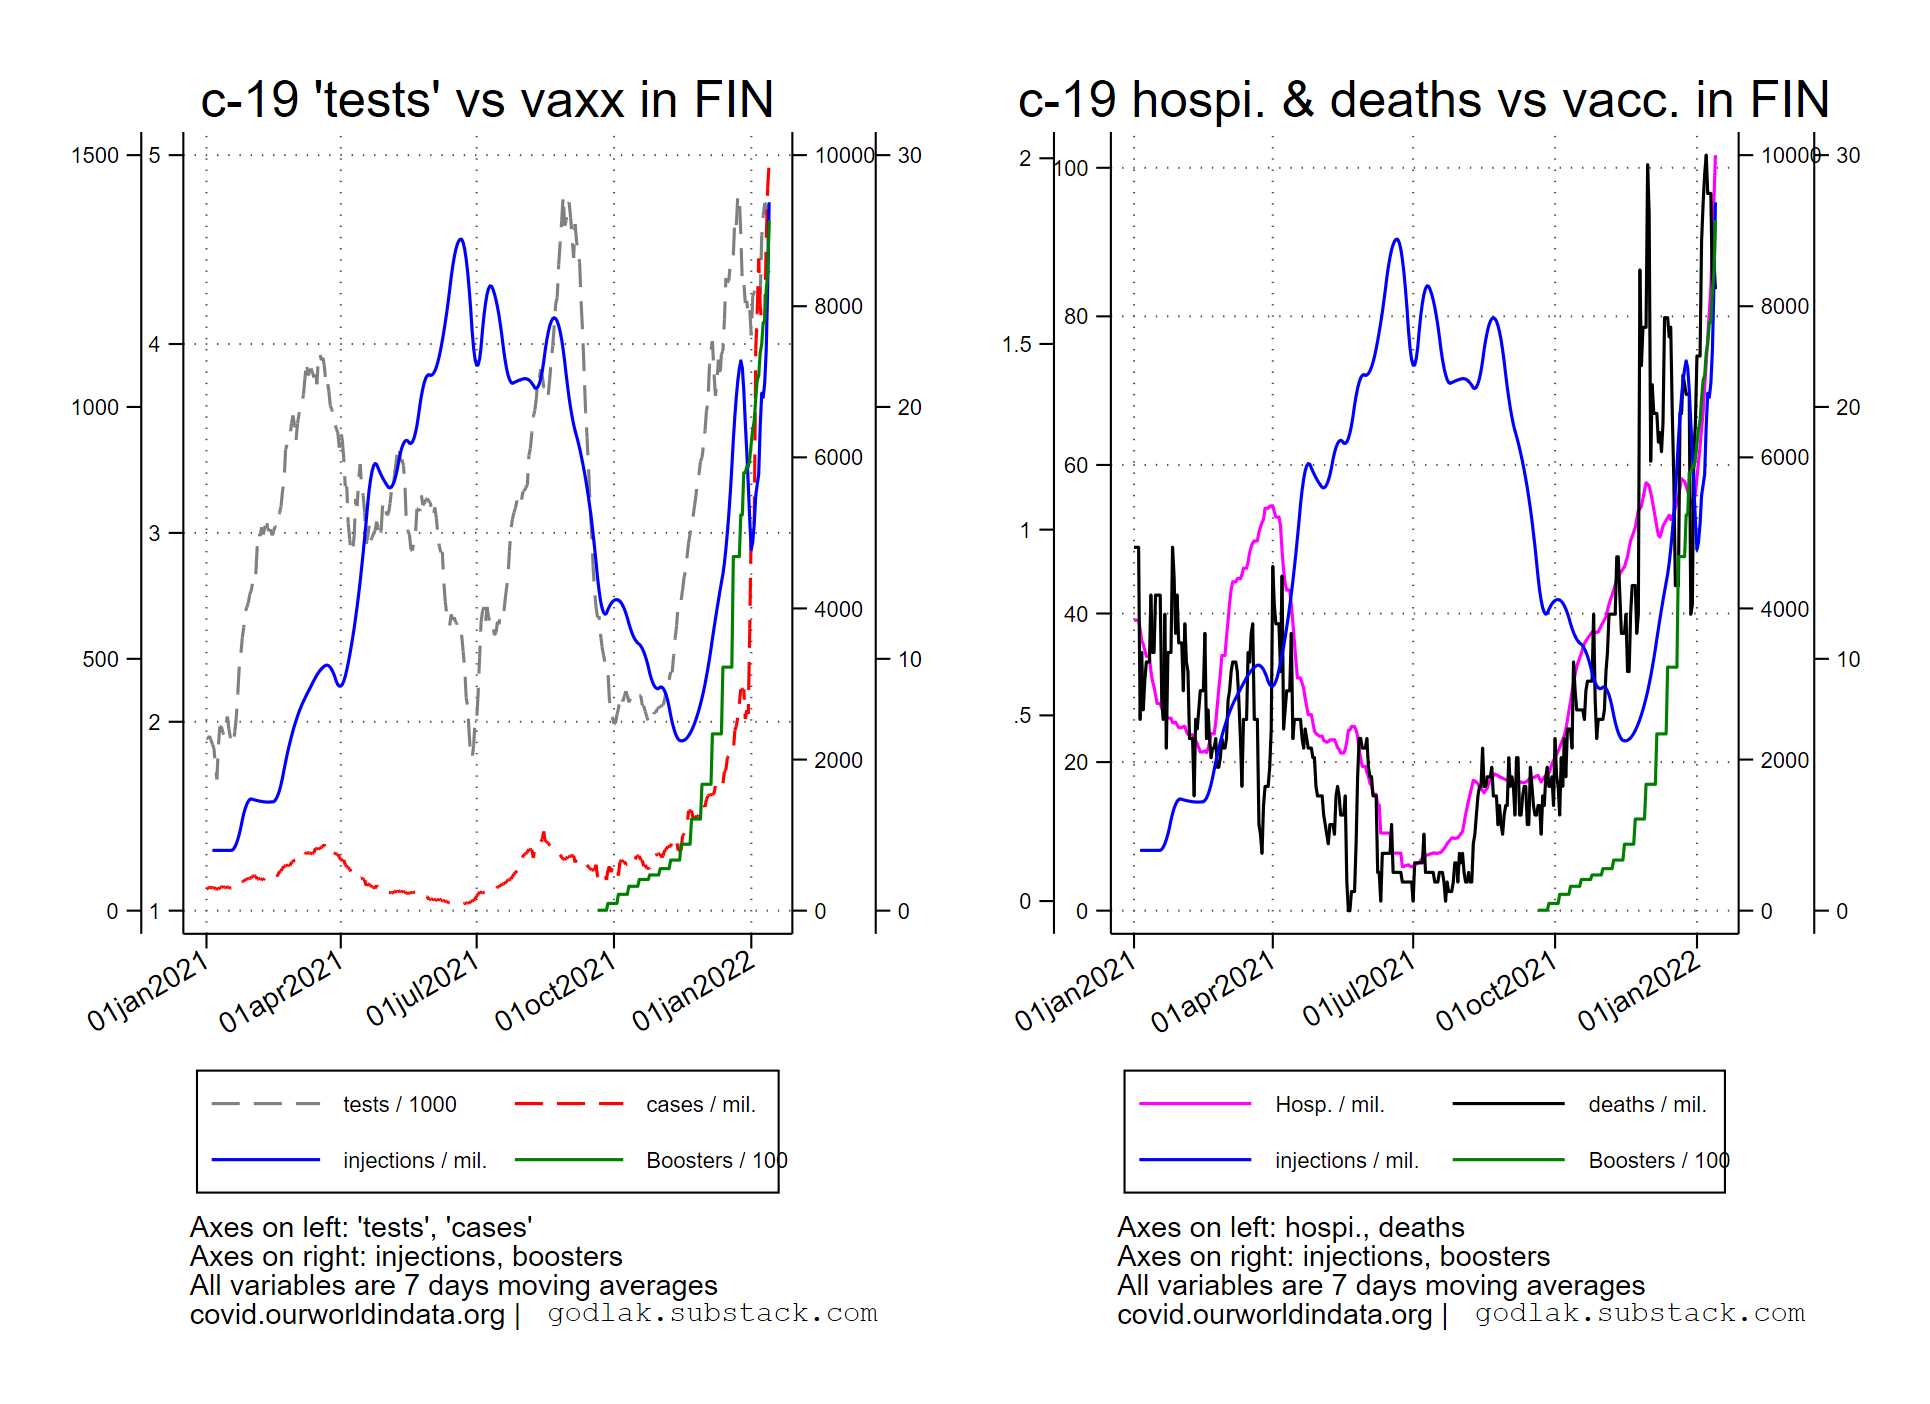 c-19 'tests' vs vaxx in FIN
1500
1000
500
0
5
4
3
2
1
10000
8000
6000
4000
2000
0
30
20
10
0
01jan2021
01apr2021
01jul2021
01oct2021
01jan2022
tests / 1000
cases / mil.
injections / mil.
Boosters / 100
Axes on left: 'tests', 'cases'
Axes on right: injections, boosters
All variables are 7 days moving averages
covid.ourworldindata.org | godlak.substack.com
c-19 hospi. & deaths vs vacc. in FIN
2
1.5
1
.5
0
100
80
60
40
20
0
10000
8000
6000
4000
2000
0
30
20
10
0
01jan2021
01apr2021
01jul2021
01oct2021
01jan2022
Hosp. / mil.
deaths / mil.
injections / mil.
Boosters / 100
Axes on left: hospi., deaths
Axes on right: injections, boosters
All variables are 7 days moving averages
covid.ourworldindata.org | godlak.substack.com